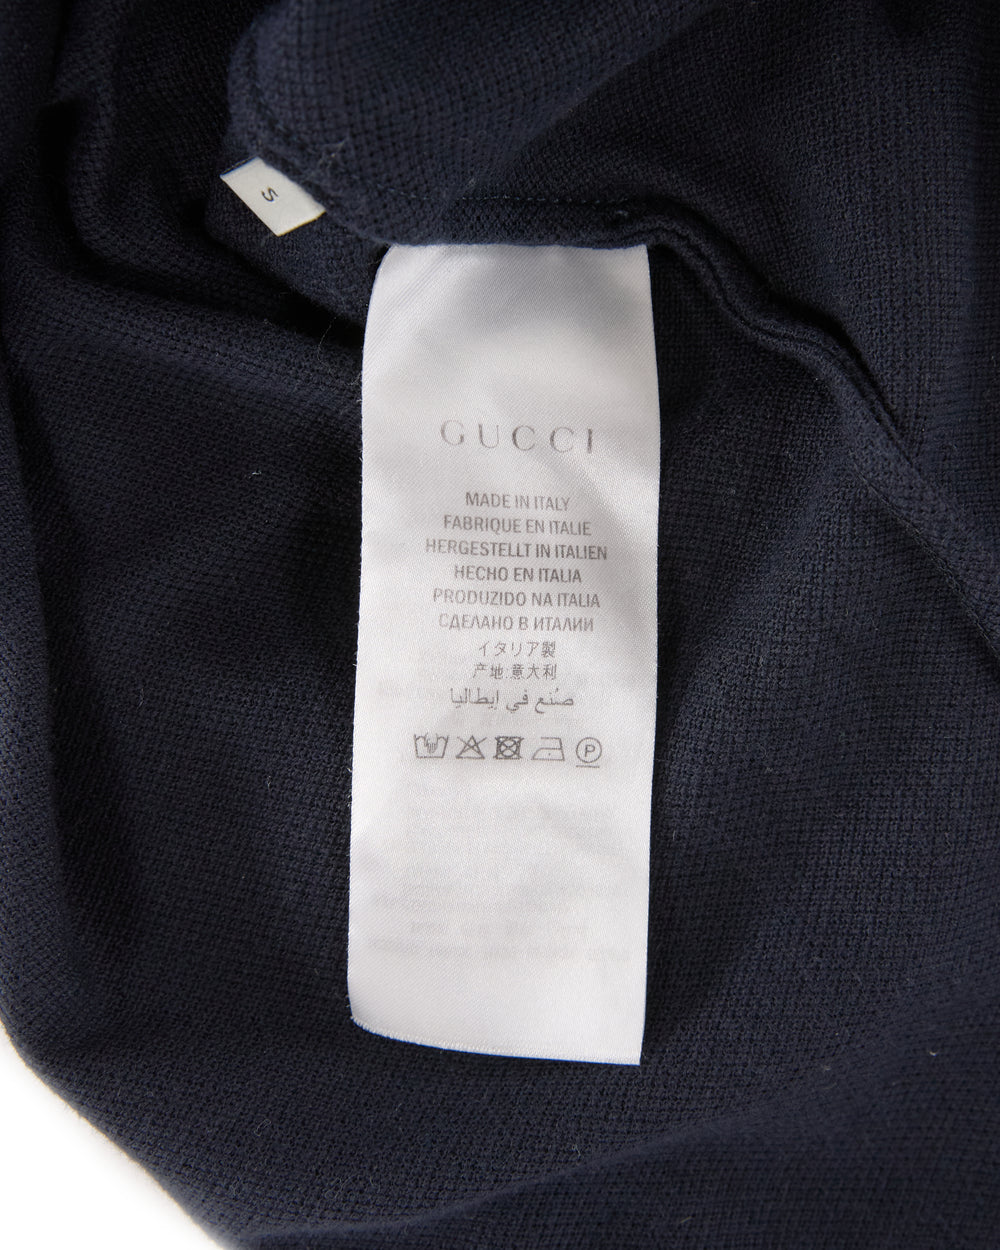 S
GUCCI
MADE IN ITALY
FABRIQUE EN ITALIE
HERGESTELLT IN ITALIEN
HECHO EN ITALIA
PRODUZIDO NA ITALIA
СДЕЛАНО В ИТАЛИИ
イタリア製
产地:意大利
صُنع في إيطاليا
P